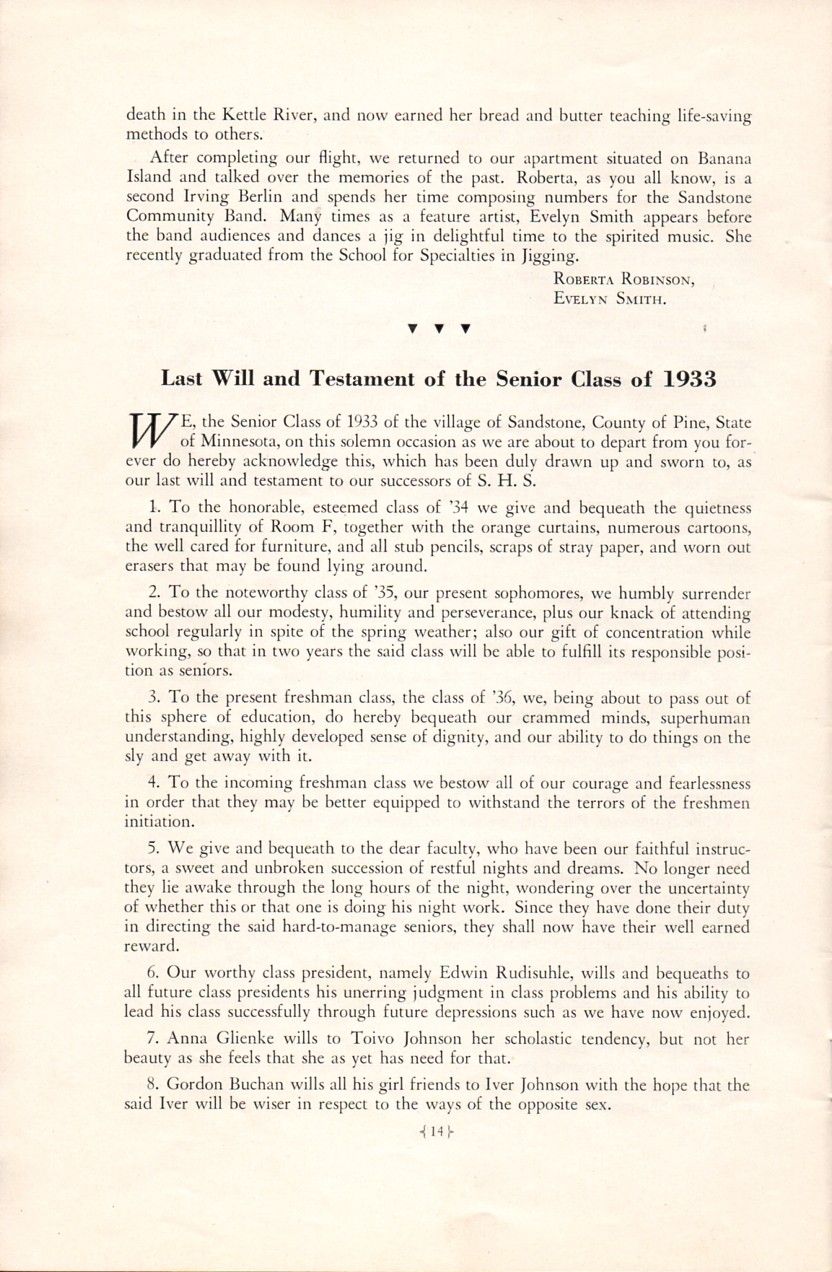 death in the Kettle River, and now earned her bread and butter teaching life-saving
methods to others.
After completing our flight, we returned to our apartment situated on Banana
Island and talked over the memories of the past. Roberta, as you all know, is a
second Irving Berlin and spends her time composing numbers for the Sandstone
Community Band. Many times as a feature artist, Evelyn Smith appears before
the band audiences and dances a jig in delightful time to the spirited music. She
recently graduated from the School for Specialties in Jigging.
Roberta Robinson,
Evelyn Smith.
▼ ▼ ▼
Last Will and Testament of the Senior Class of 1933
WE, the Senior Class of 1933 of the village of Sandstone, County of Pine, State
of Minnesota, on this solemn occasion as we are about to depart from you for-
ever do hereby acknowledge this, which has been duly drawn up and sworn to, as
our last will and testament to our successors of S. H. S.
1. To the honorable, esteemed class of '34 we give and bequeath the quietness
and tranquillity of Room F, together with the orange curtains, numerous cartoons,
the well cared for furniture, and all stub pencils, scraps of stray paper, and worn out
erasers that may be found lying around.
2. To the noteworthy class of '35, our present sophomores, we humbly surrender
and bestow all our modesty, humility and perseverance, plus our knack of attending
school regularly in spite of the spring weather; also our gift of concentration while
working, so that in two years the said class will be able to fulfill its responsible posi-
tion as seniors.
3. To the present freshman class, the class of '36, we, being about to pass out of
this sphere of education, do hereby bequeath our crammed minds, superhuman
understanding, highly developed sense of dignity, and our ability to do things on the
sly and get away with it.
4. To the incoming freshman class we bestow all of our courage and fearlessness
in order that they may be better equipped to withstand the terrors of the freshmen
initiation.
5. We give and bequeath to the dear faculty, who have been our faithful instruc-
tors, a sweet and unbroken succession of restful nights and dreams. No longer need
they lie awake through the long hours of the night, wondering over the uncertainty
of whether this or that one is doing his night work. Since they have done their duty
in directing the said hard-to-manage seniors, they shall now have their well earned
reward.
6. Our worthy class president, namely Edwin Rudisuhle, wills and bequeaths to
all future class presidents his unerring judgment in class problems and his ability to
lead his class successfully through future depressions such as we have now enjoyed.
7. Anna Glienke wills to Toivo Johnson her scholastic tendency, but not her
beauty as she feels that she as yet has need for that.
8. Gordon Buchan wills all his girl friends to Iver Johnson with the hope that the
said Iver will be wiser in respect to the ways of the opposite sex.
{ 14 }